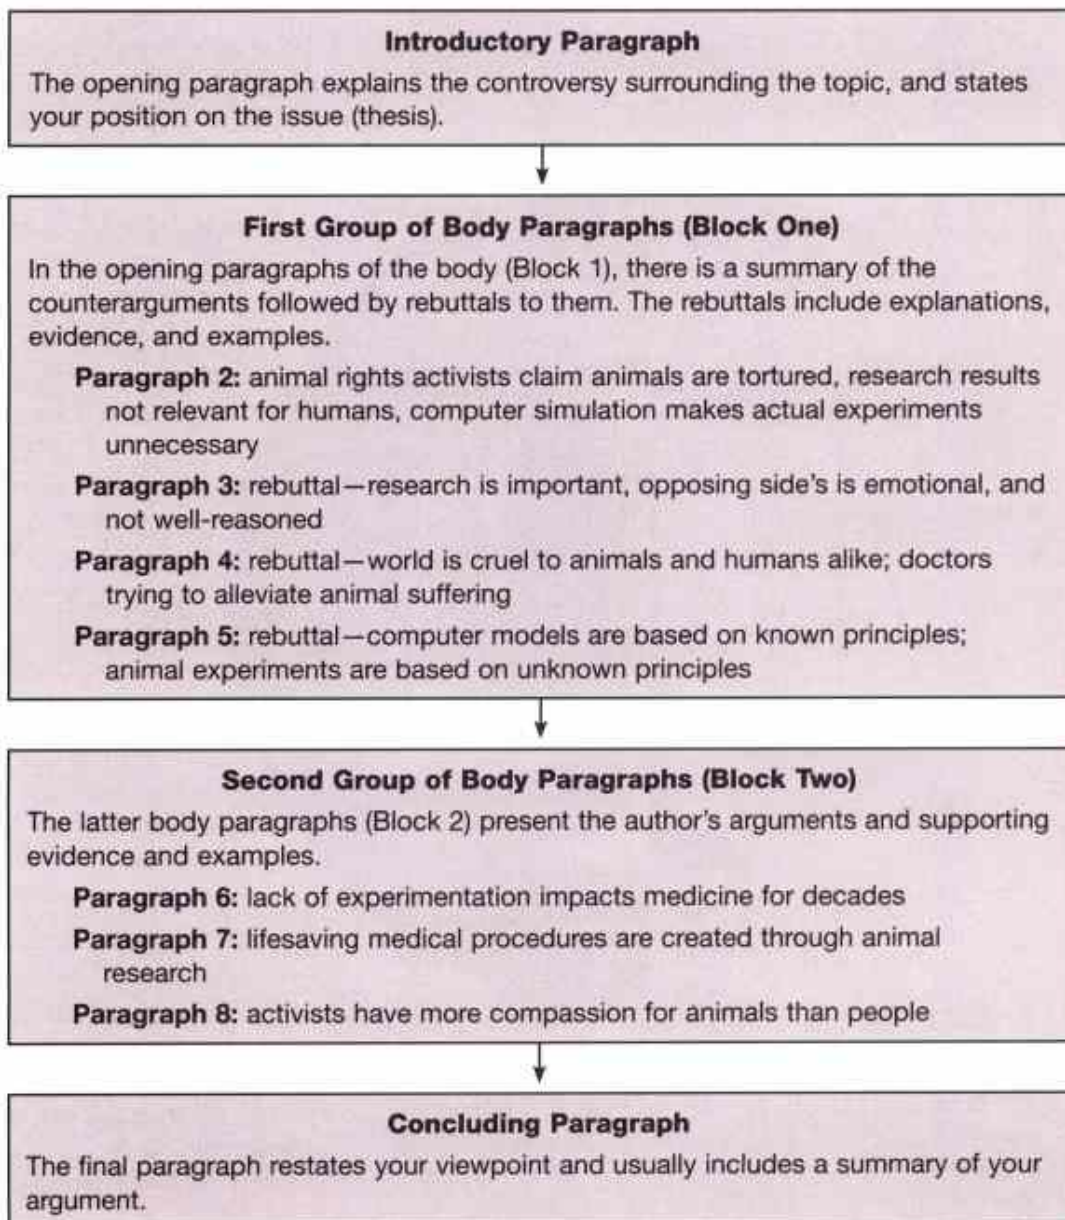 Introductory Paragraph
The opening paragraph explains the controversy surrounding the topic, and states
your position on the issue (thesis).
First Group of Body Paragraphs (Block One)
In the opening paragraphs of the body (Block 1), there is a summary of the
counterarguments followed by rebuttals to them. The rebuttals include explanations,
evidence, and examples.
Paragraph 2: animal rights activists claim animals are tortured, research results
not relevant for humans, computer simulation makes actual experiments
unnecessary
Paragraph 3: rebuttal—research is important, opposing side's is emotional, and
not well-reasoned
Paragraph 4: rebuttal—world is cruel to animals and humans alike; doctors
trying to alleviate animal suffering
Paragraph 5: rebuttal—computer models are based on known principles;
animal experiments are based on unknown principles
Second Group of Body Paragraphs (Block Two)
The latter body paragraphs (Block 2) present the author's arguments and supporting
evidence and examples.
Paragraph 6: lack of experimentation impacts medicine for decades
Paragraph 7: lifesaving medical procedures are created through animal
research
Paragraph 8: activists have more compassion for animals than people
Concluding Paragraph
The final paragraph restates your viewpoint and usually includes a summary of your
argument.